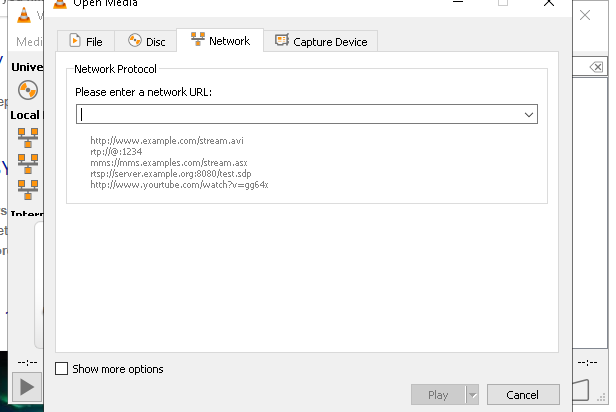 Open Media
Medi
File
Disc
Network
Capture Device
Unive
Network Protocol
Please enter a network URL:
Local
http://www.example.com/stream.avi
rtp://@:1234
mms://mms.examples.com/stream.asx
rtsp://server.example.org:8080/test.sdp
http://www.yourtube.com/watch?v=gg64x
Intern
--:--
--:--
Show more options
Play
Cancel